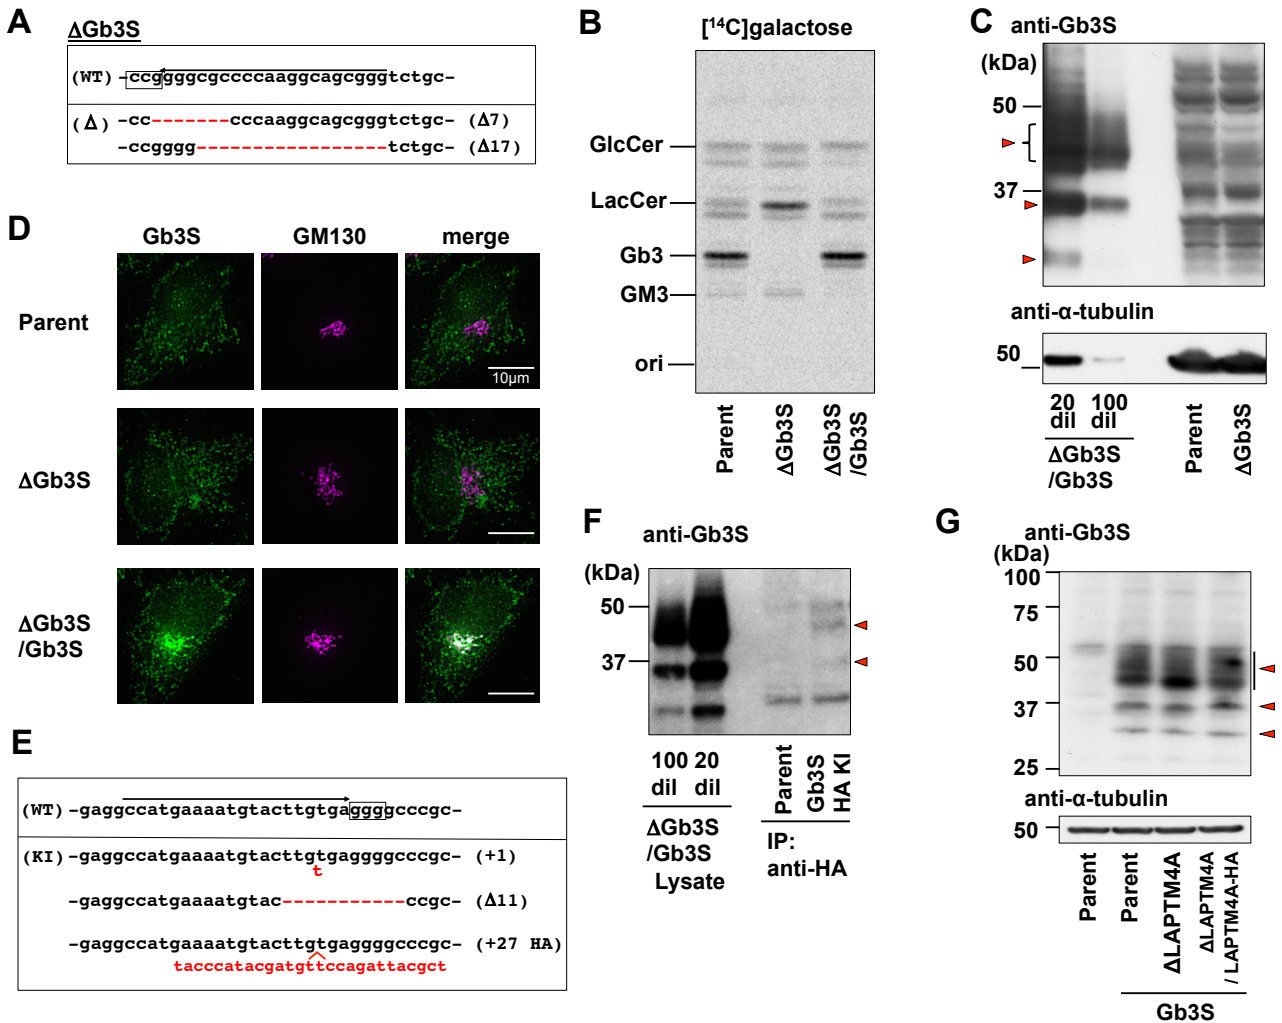 A
ΔGb3S
(WT) -ccggggcgccccaaggcagcgggtctgc-
(Δ) -cc-------cccaaggcagcgggtctgc- (Δ7)
-ccgggg-----------------tctgc- (Δ17)
B
[14C]galactose
GlcCer
LacCer
Gb3
GM3
ori
Parent
ΔGb3S
ΔGb3S
/Gb3S
C
anti-Gb3S
(kDa)
50
37
anti-α-tubulin
50
20
dil
100
dil
ΔGb3S
/Gb3S
Parent
ΔGb3S
D
Gb3S GM130 merge
Parent
10μm
ΔGb3S
ΔGb3S
/Gb3S
E
(WT) -gaggccatgaaaatgtacttgtgaggggcccgc-
(KI) -gaggccatgaaaatgtacttgtgaggggcccgc- (+1)
t
-gaggccatgaaaatgtac-----------ccgc- (Δ11)
-gaggccatgaaaatgtacttgtgaggggcccgc- (+27 HA)
tacccatacgatgttccagattacgct
F
anti-Gb3S
(kDa)
50
37
100
dil
20
dil
ΔGb3S
/Gb3S
Lysate
Parent
Gb3S
HA KI
IP:
anti-HA
G
anti-Gb3S
(kDa)
100
75
50
37
25
anti-α-tubulin
50
Parent
Parent
ΔLAPTM4A
ΔLAPTM4A
/ LAPTM4A-HA
Gb3S